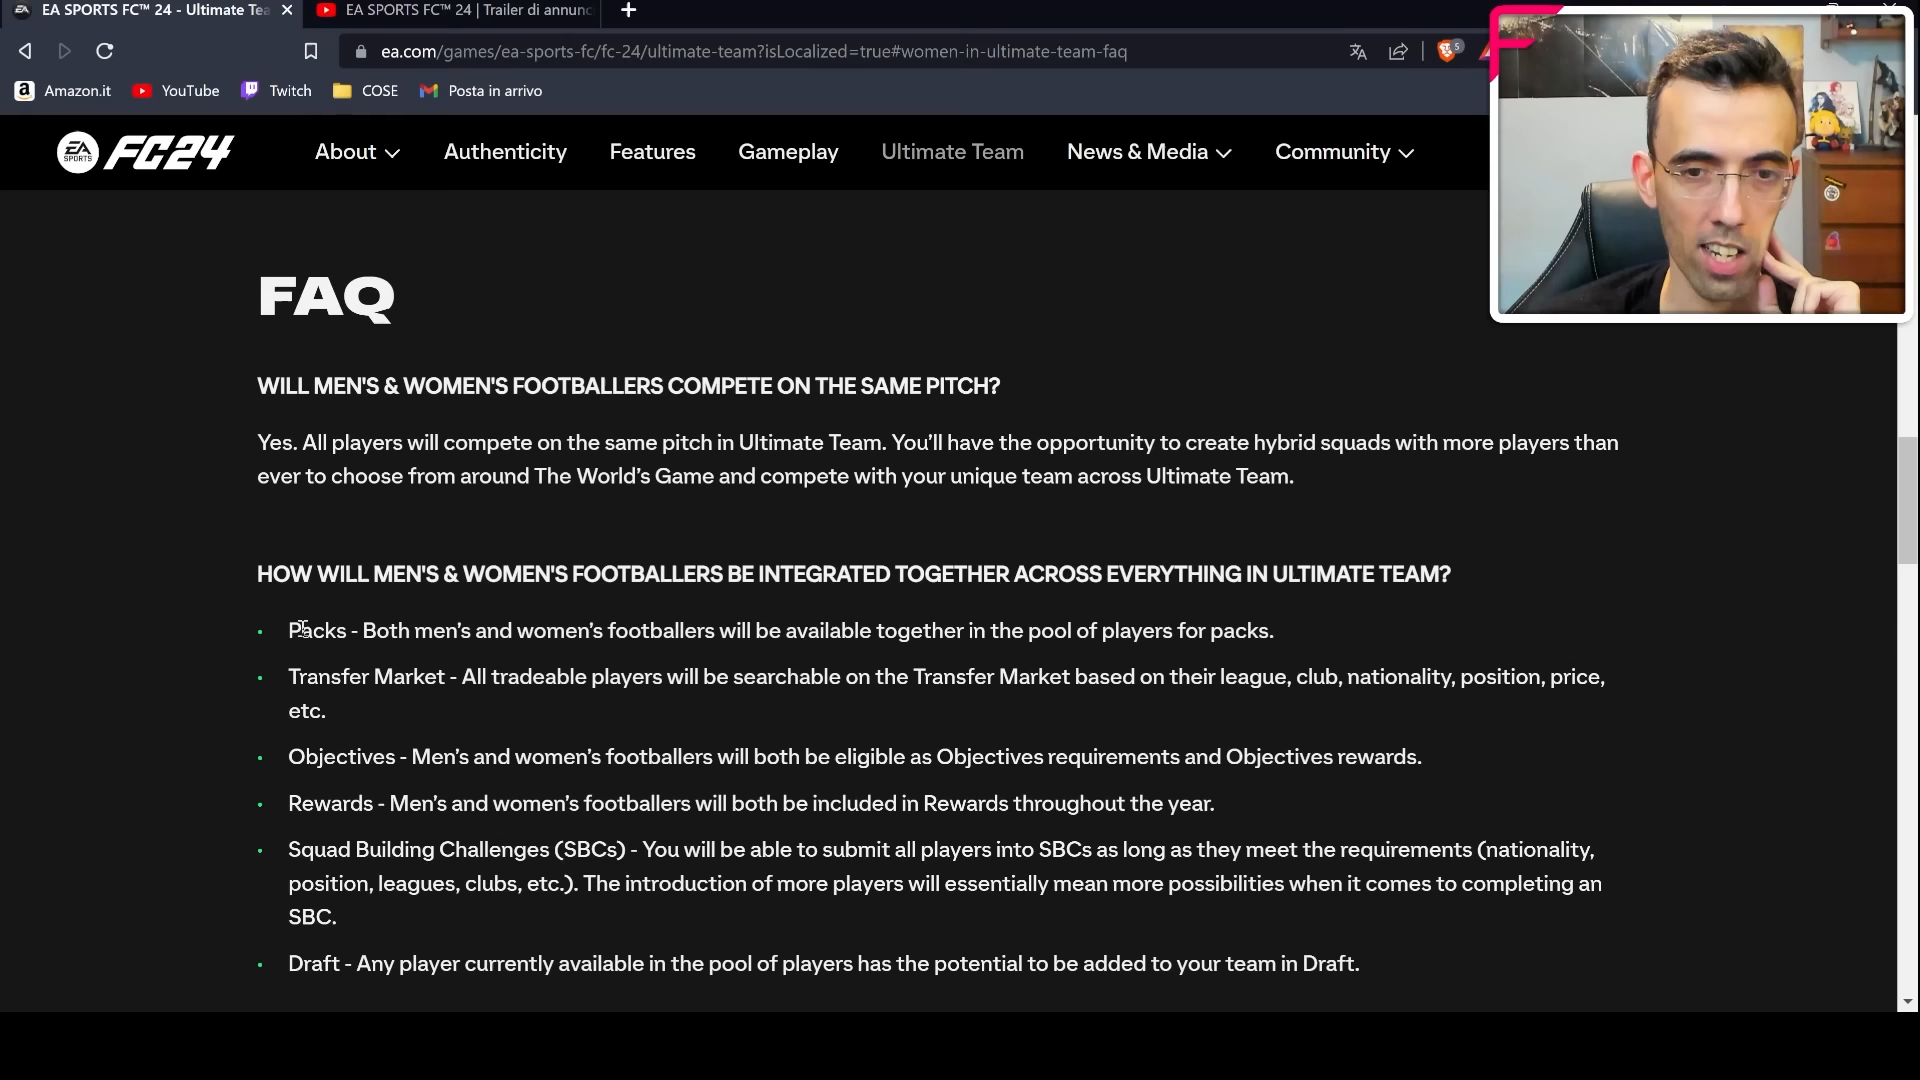 EA SPORTS FC™ 24 - Ultimate Tea
EA SPORTS FC™ 24 | Trailer di annunc
ea.com/games/ea-sports-fc/fc-24/ultimate-team?isLocalized=true#women-in-ultimate-team-faq
5
Amazon.it YouTube Twitch COSE Posta in arrivo
EA SPORTS FC24 About Authenticity Features Gameplay Ultimate Team News & Media Community
FAQ
WILL MEN'S & WOMEN'S FOOTBALLERS COMPETE ON THE SAME PITCH?
Yes. All players will compete on the same pitch in Ultimate Team. You’ll have the opportunity to create hybrid squads with more players than
ever to choose from around The World’s Game and compete with your unique team across Ultimate Team.
HOW WILL MEN'S & WOMEN'S FOOTBALLERS BE INTEGRATED TOGETHER ACROSS EVERYTHING IN ULTIMATE TEAM?
• Packs - Both men’s and women’s footballers will be available together in the pool of players for packs.
• Transfer Market - All tradeable players will be searchable on the Transfer Market based on their league, club, nationality, position, price,
etc.
• Objectives - Men’s and women’s footballers will both be eligible as Objectives requirements and Objectives rewards.
• Rewards - Men’s and women’s footballers will both be included in Rewards throughout the year.
• Squad Building Challenges (SBCs) - You will be able to submit all players into SBCs as long as they meet the requirements (nationality,
position, leagues, clubs, etc.). The introduction of more players will essentially mean more possibilities when it comes to completing an
SBC.
• Draft - Any player currently available in the pool of players has the potential to be added to your team in Draft.